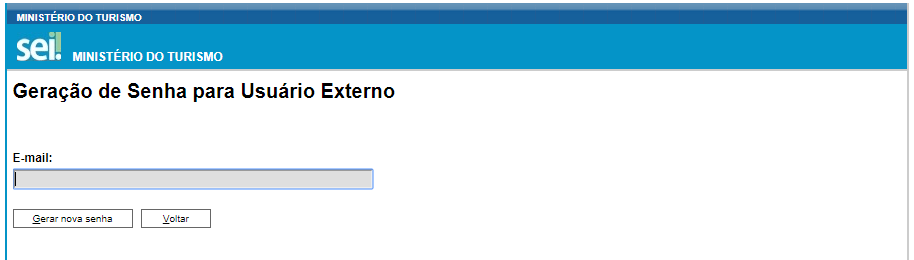 MINISTÉRIO DO TURISMO
sei! MINISTÉRIO DO TURISMO
Geração de Senha para Usuário Externo
E-mail:
Gerar nova senha Voltar